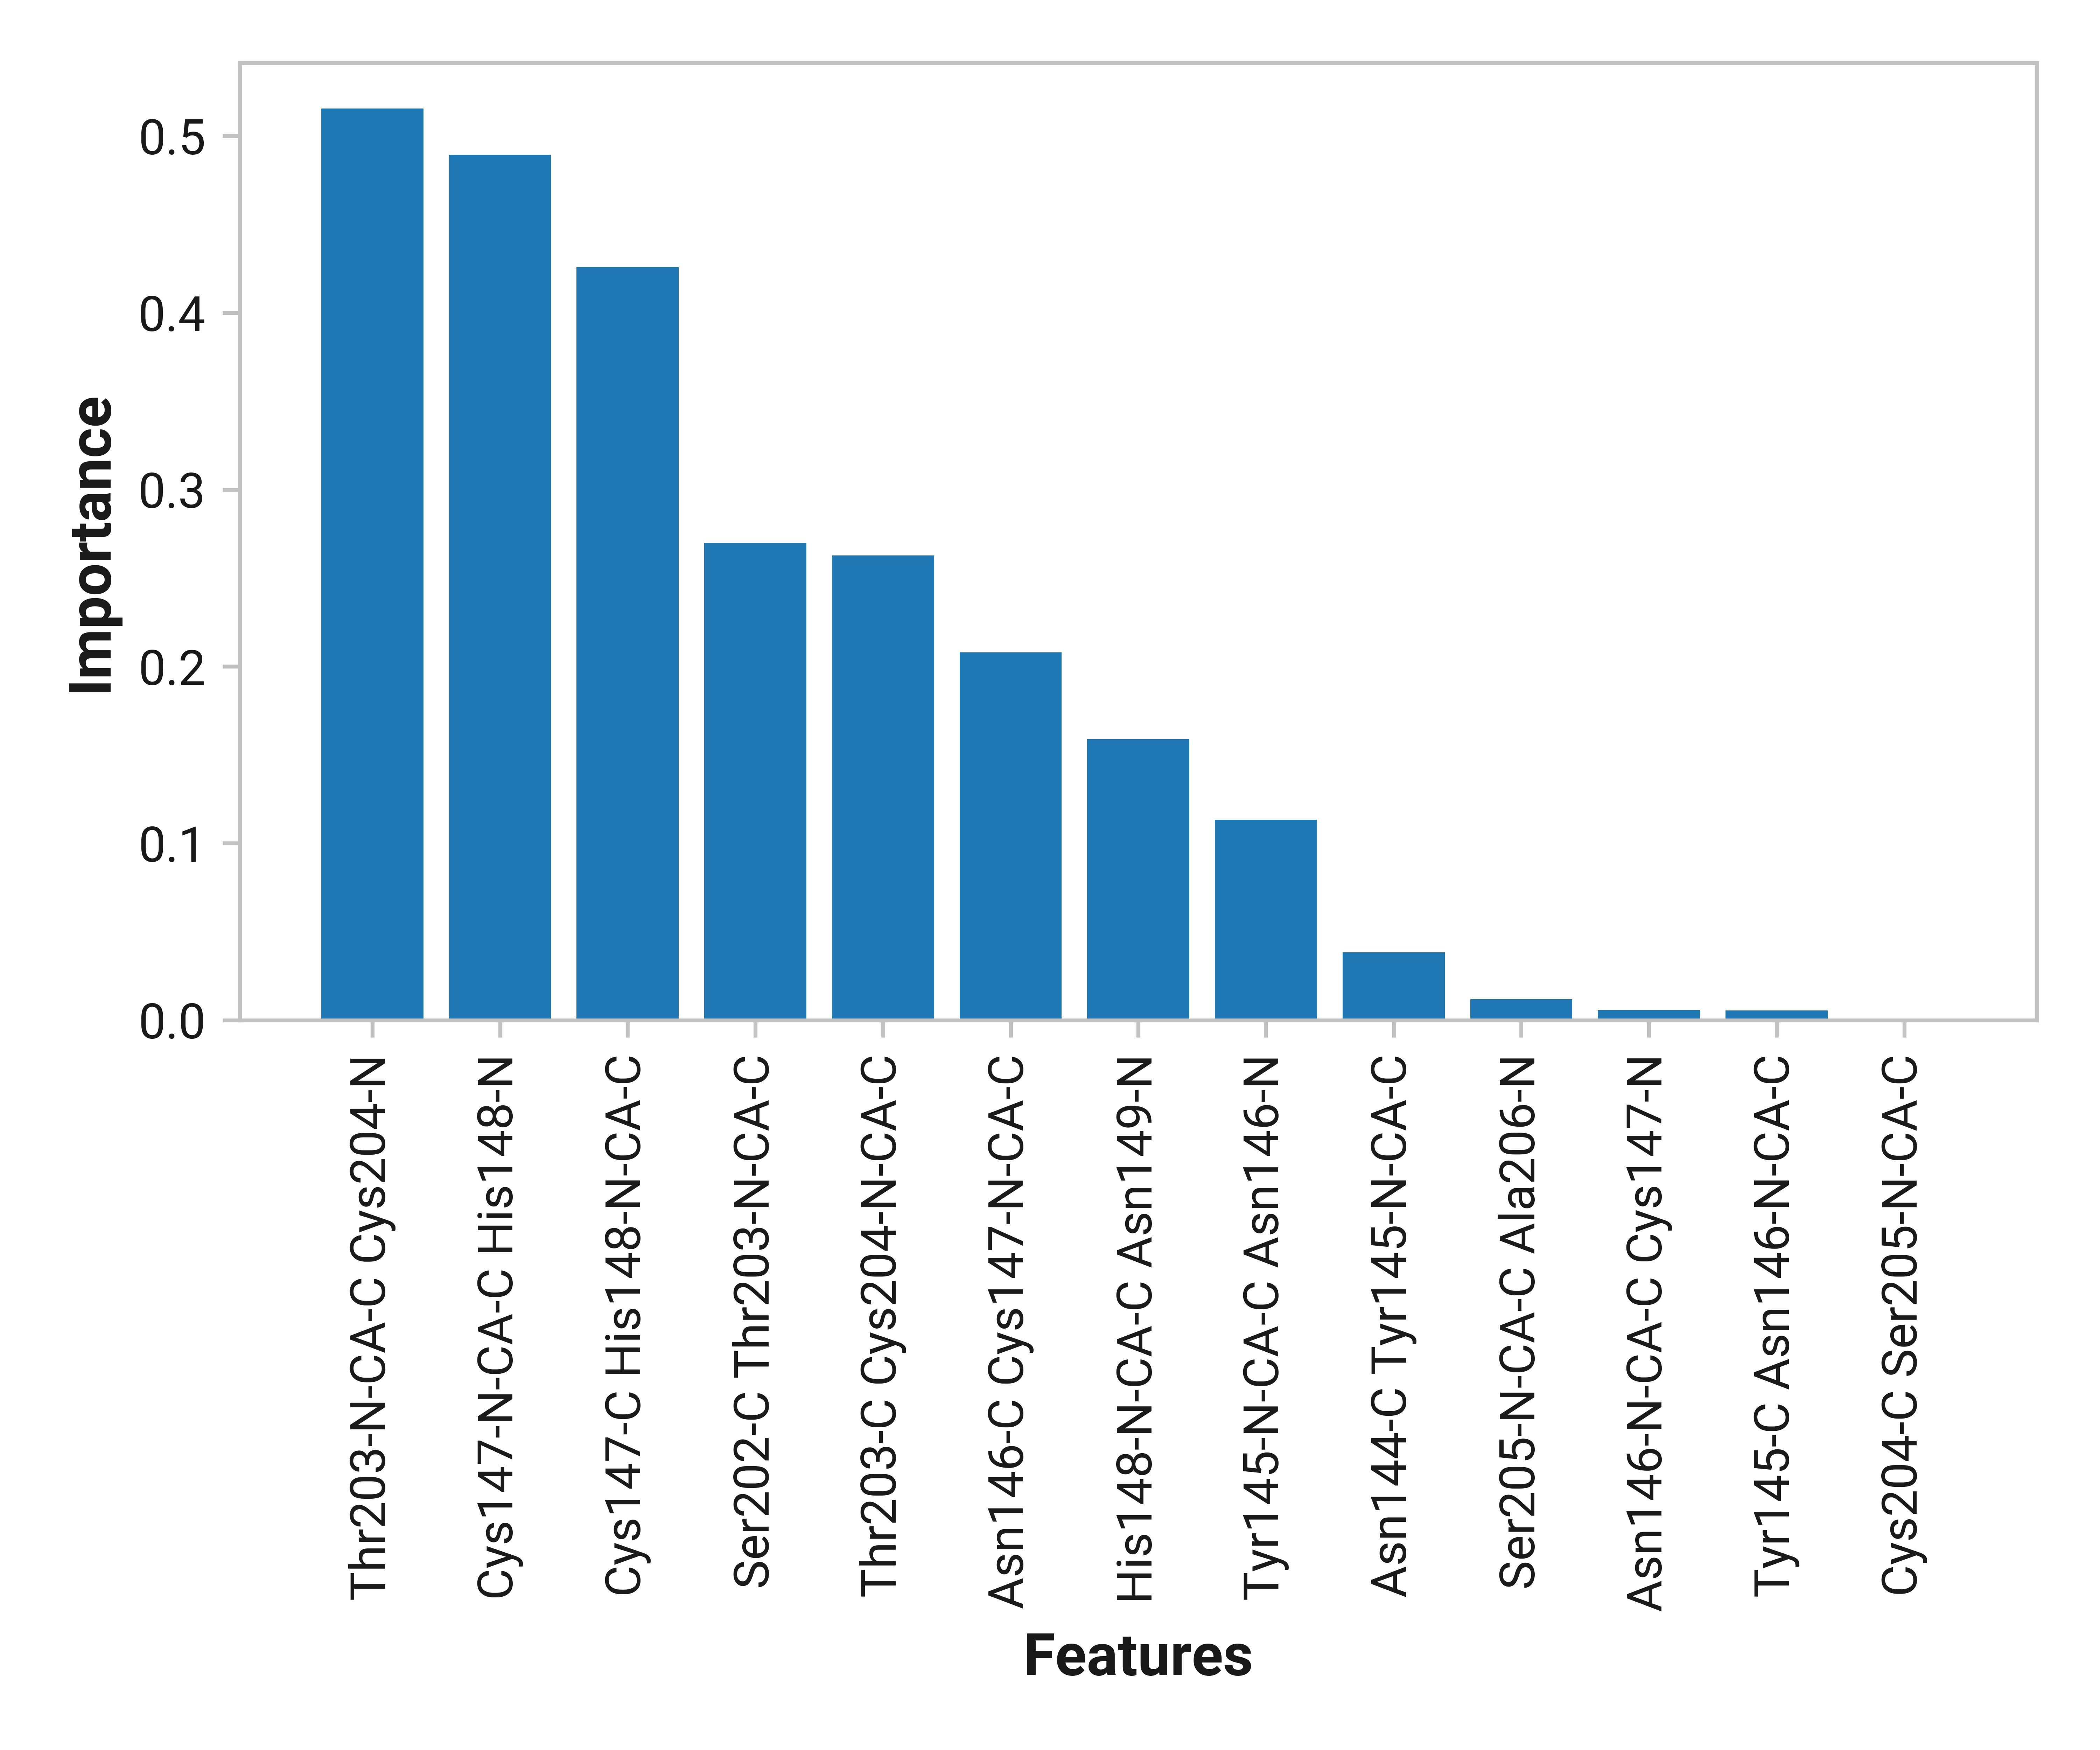 Importance
0.5
0.4
0.3
0.2
0.1
0.0
Thr203-N-CA-C Cys204-N
Cys147-N-CA-C His148-N
Cys147-C His148-N-CA-C
Ser202-C Thr203-N-CA-C
Thr203-C Cys204-N-CA-C
Asn146-C Cys147-N-CA-C
His148-N-CA-C Asn149-N
Tyr145-N-CA-C Asn146-N
Asn144-C Tyr145-N-CA-C
Ser205-N-CA-C Ala206-N
Asn146-N-CA-C Cys147-N
Tyr145-C Asn146-N-CA-C
Cys204-C Ser205-N-CA-C
Features